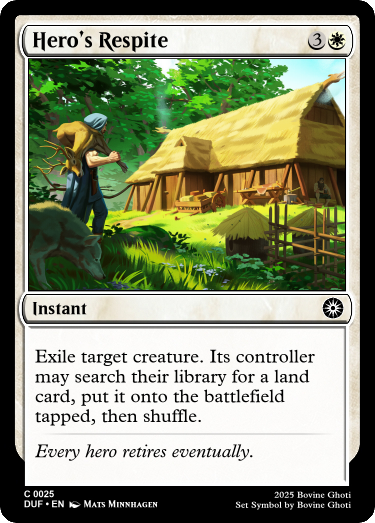 Hero's Respite 3
Instant
Exile target creature. Its controller
may search their library for a land
card, put it onto the battlefield
tapped, then shuffle.
Every hero retires eventually.
C 0025
2025 Bovine Ghoti
DUF • EN Mats Minnhagen
Set Symbol by Bovine Ghoti